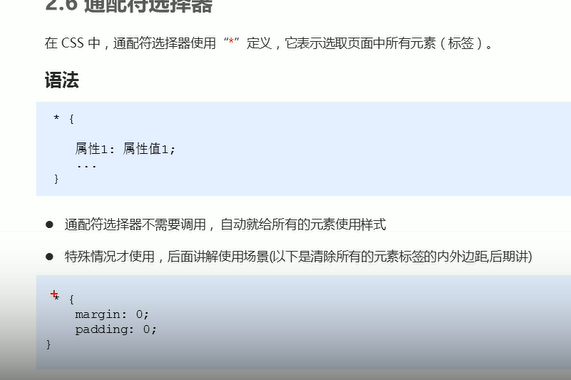 2.6 通配符选择器
在 CSS 中，通配符选择器使用“*”定义，它表示选取页面中所有元素（标签）。
语法
* {
属性1: 属性值1;
...
}
● 通配符选择器不需要调用， 自动就给所有的元素使用样式
● 特殊情况才使用，后面讲解使用场景(以下是清除所有的元素标签的内外边距,后期讲)
* {
margin: 0;
padding: 0;
}